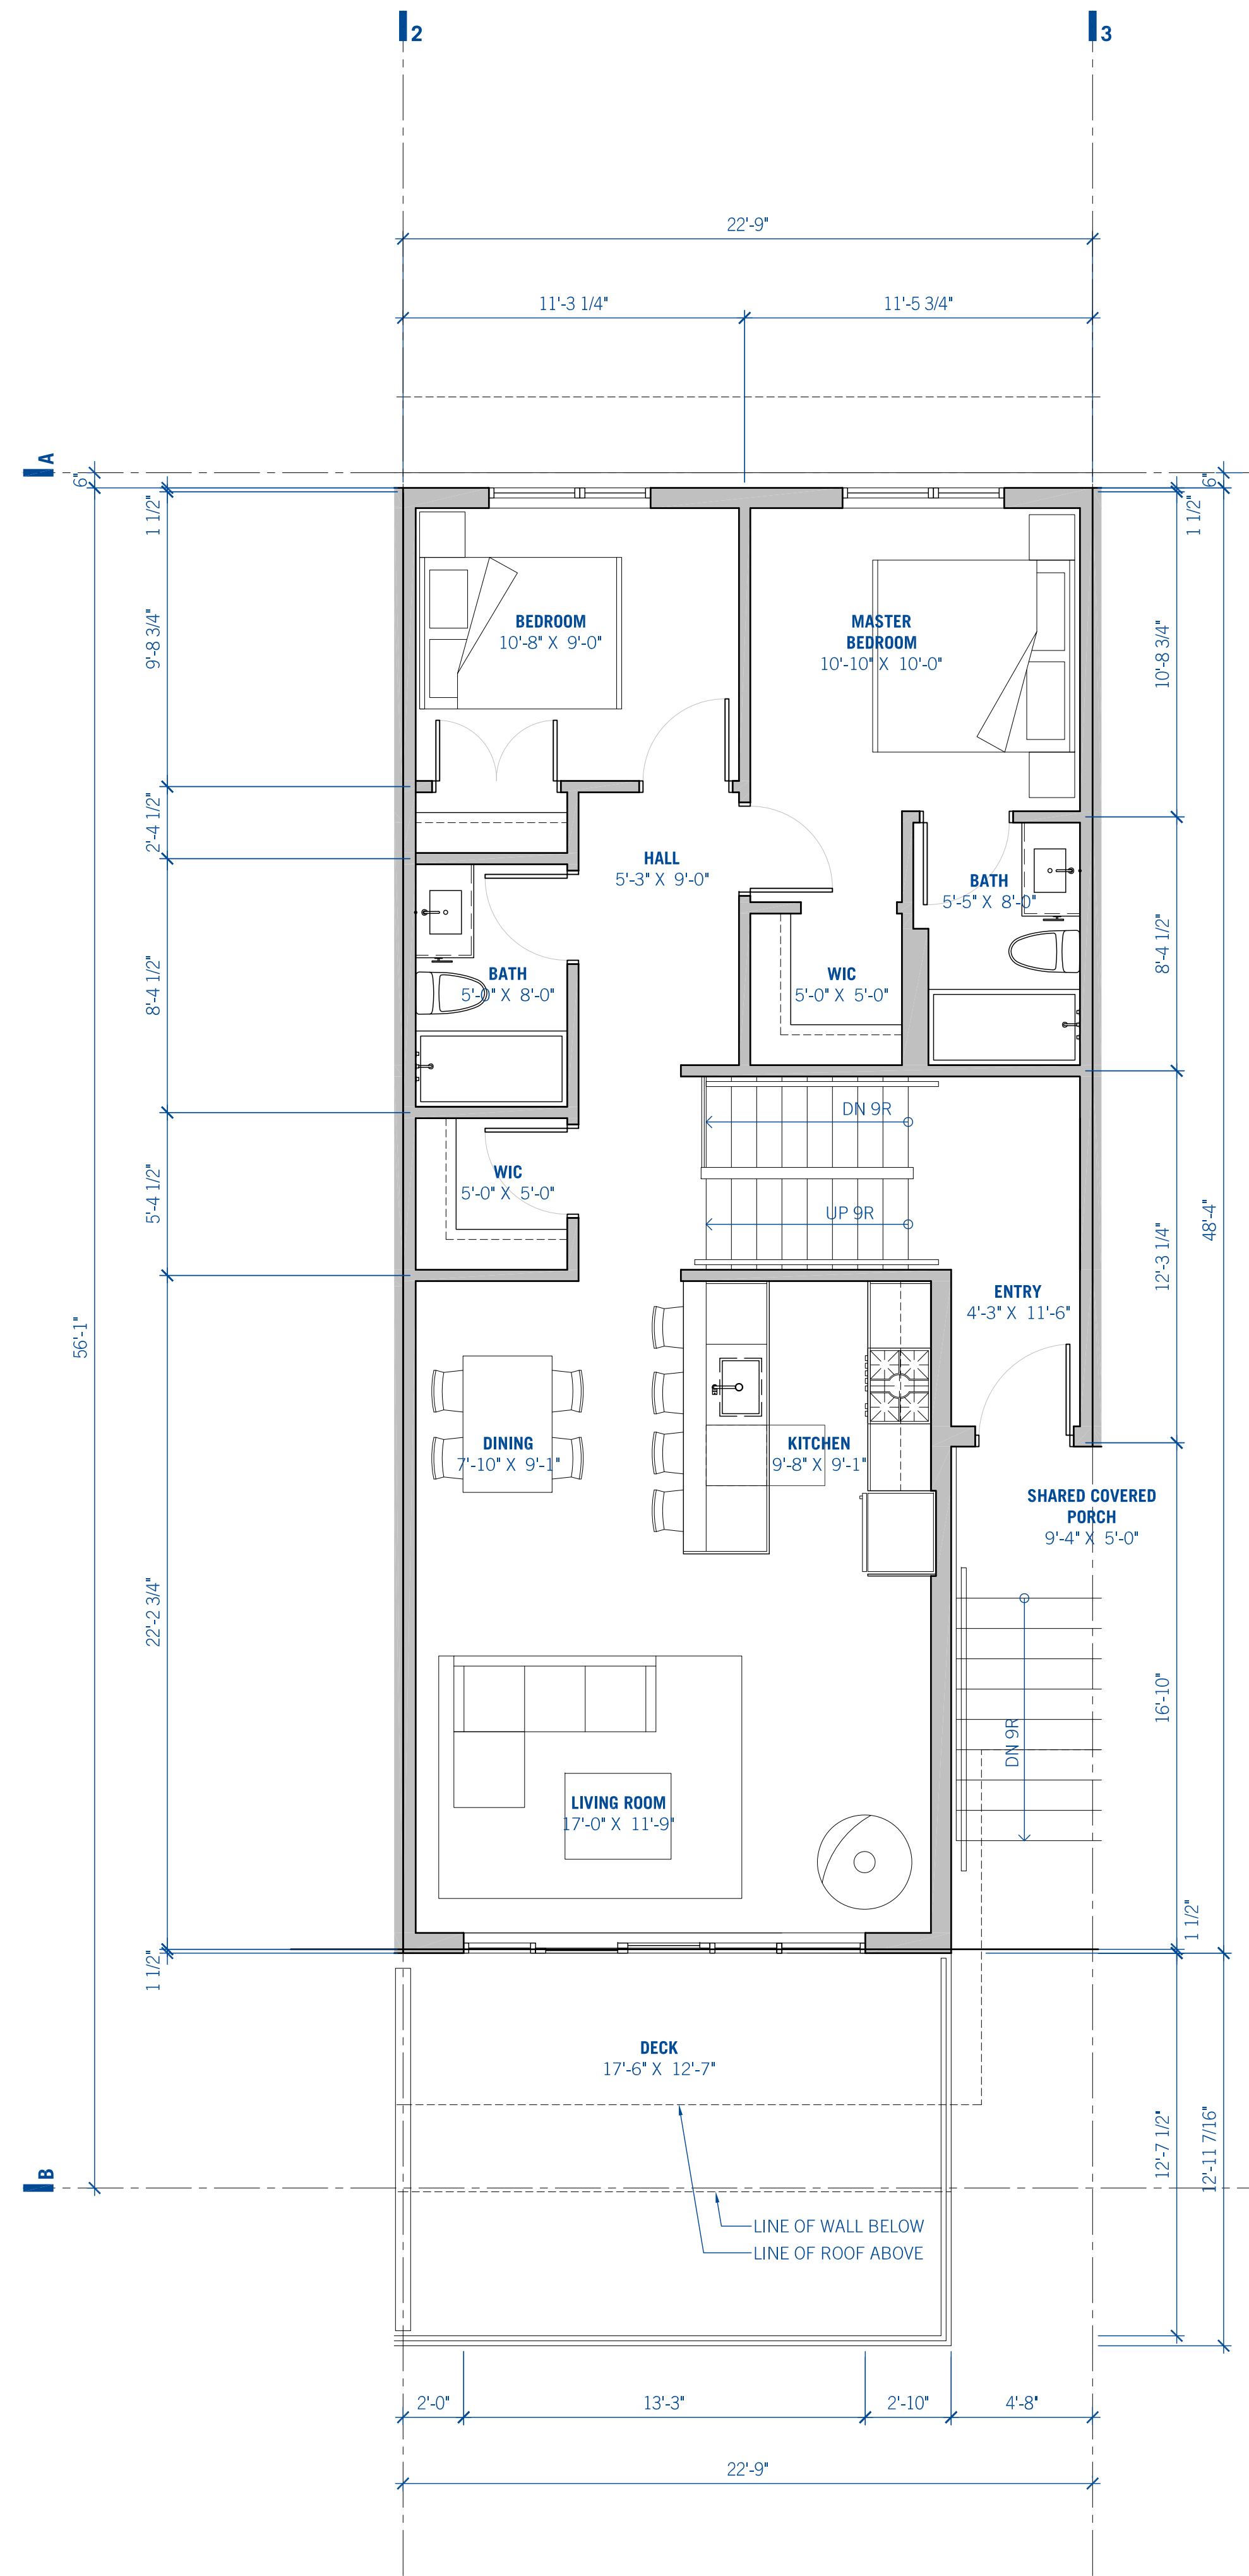 2
3
22'-9"
11'-3 1/4"
11'-5 3/4"
A
6"
6"
1 1/2"
1 1/2"
9'-8 3/4"
BEDROOM
10'-8" X 9'-0"
MASTER
BEDROOM
10'-10" X 10'-0"
10'-8 3/4"
2'-4 1/2"
HALL
5'-3" X 9'-0"
BATH
5'-5" X 8'-0"
8'-4 1/2"
BATH
5'-0" X 8'-0"
WIC
5'-0" X 5'-0"
8'-4 1/2"
DN 9R
WIC
5'-0" X 5'-0"
5'-4 1/2"
UP 9R
48'-4"
12'-3 1/4"
ENTRY
4'-3" X 11'-6"
56'-1"
DINING
7'-10" X 9'-1"
KITCHEN
9'-8" X 9'-1"
SHARED COVERED
PORCH
9'-4" X 5'-0"
22'-2 3/4"
16'-10"
DN 9R
LIVING ROOM
17'-0" X 11'-9"
1 1/2"
1 1/2"
DECK
17'-6" X 12'-7"
12'-7 1/2"
12'-11 7/16"
B
LINE OF WALL BELOW
LINE OF ROOF ABOVE
2'-0"
13'-3"
2'-10"
4'-8"
22'-9"